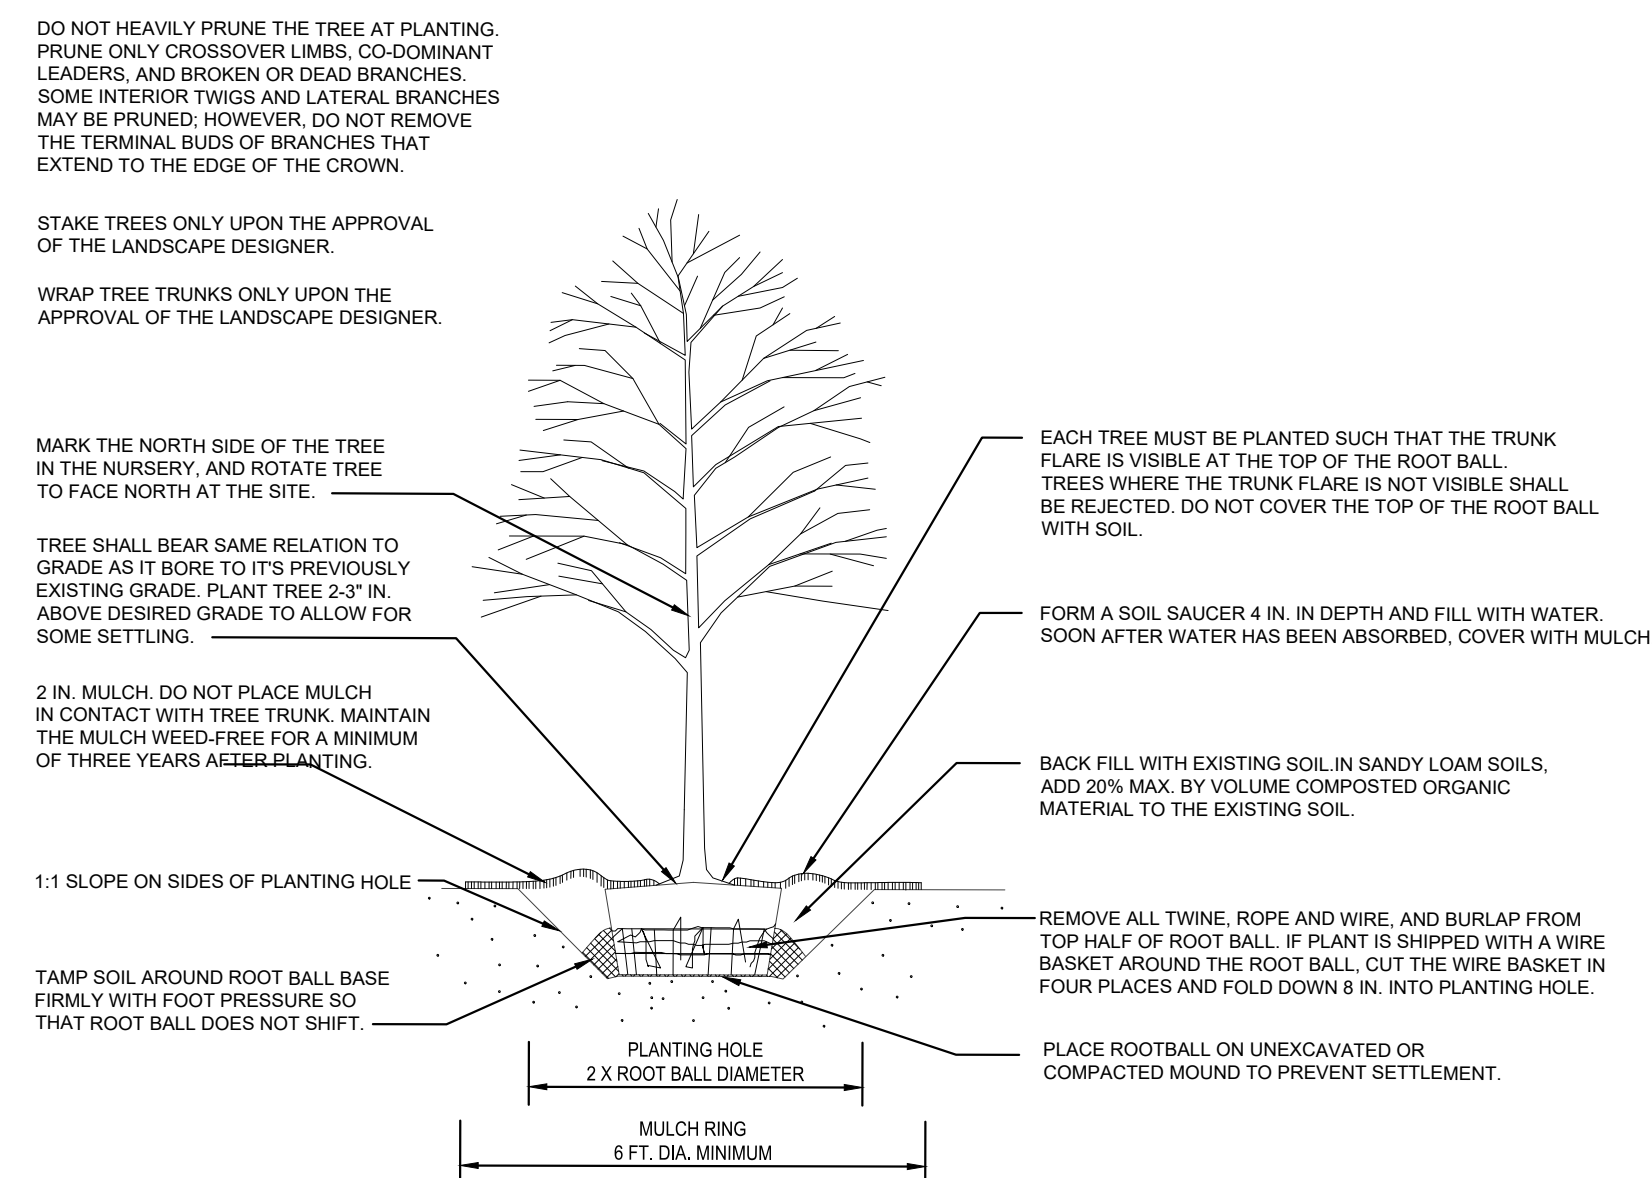 DO NOT HEAVILY PRUNE THE TREE AT PLANTING.
PRUNE ONLY CROSSOVER LIMBS, CO-DOMINANT
LEADERS, AND BROKEN OR DEAD BRANCHES.
SOME INTERIOR TWIGS AND LATERAL BRANCHES
MAY BE PRUNED; HOWEVER, DO NOT REMOVE
THE TERMINAL BUDS OF BRANCHES THAT
EXTEND TO THE EDGE OF THE CROWN.
STAKE TREES ONLY UPON THE APPROVAL
OF THE LANDSCAPE DESIGNER.
WRAP TREE TRUNKS ONLY UPON THE
APPROVAL OF THE LANDSCAPE DESIGNER.
MARK THE NORTH SIDE OF THE TREE
IN THE NURSERY, AND ROTATE TREE
TO FACE NORTH AT THE SITE.
TREE SHALL BEAR SAME RELATION TO
GRADE AS IT BORE TO IT'S PREVIOUSLY
EXISTING GRADE. PLANT TREE 2-3" IN.
ABOVE DESIRED GRADE TO ALLOW FOR
SOME SETTLING.
2 IN. MULCH. DO NOT PLACE MULCH
IN CONTACT WITH TREE TRUNK. MAINTAIN
THE MULCH WEED-FREE FOR A MINIMUM
OF THREE YEARS AFTER PLANTING.
1:1 SLOPE ON SIDES OF PLANTING HOLE
TAMP SOIL AROUND ROOT BALL BASE
FIRMLY WITH FOOT PRESSURE SO
THAT ROOT BALL DOES NOT SHIFT.
EACH TREE MUST BE PLANTED SUCH THAT THE TRUNK
FLARE IS VISIBLE AT THE TOP OF THE ROOT BALL.
TREES WHERE THE TRUNK FLARE IS NOT VISIBLE SHALL
BE REJECTED. DO NOT COVER THE TOP OF THE ROOT BALL
WITH SOIL.
FORM A SOIL SAUCER 4 IN. IN DEPTH AND FILL WITH WATER.
SOON AFTER WATER HAS BEEN ABSORBED, COVER WITH MULCH
BACK FILL WITH EXISTING SOIL.IN SANDY LOAM SOILS,
ADD 20% MAX. BY VOLUME COMPOSTED ORGANIC
MATERIAL TO THE EXISTING SOIL.
REMOVE ALL TWINE, ROPE AND WIRE, AND BURLAP FROM
TOP HALF OF ROOT BALL. IF PLANT IS SHIPPED WITH A WIRE
BASKET AROUND THE ROOT BALL, CUT THE WIRE BASKET IN
FOUR PLACES AND FOLD DOWN 8 IN. INTO PLANTING HOLE.
PLACE ROOTBALL ON UNEXCAVATED OR
COMPACTED MOUND TO PREVENT SETTLEMENT.
PLANTING HOLE
2 X ROOT BALL DIAMETER
MULCH RING
6 FT. DIA. MINIMUM